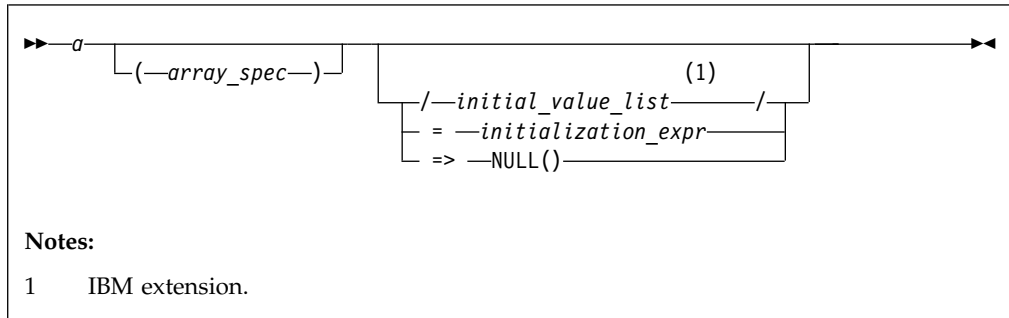 a
(array_spec)
(1)
/initial_value_list/
= initialization_expr
=> NULL()
Notes:
1 IBM extension.